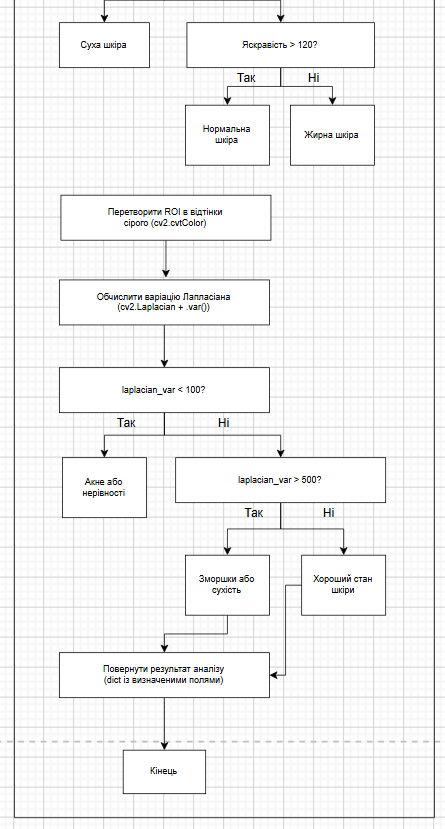 Суха шкіра
Яскравість > 120?
Так
Ні
Нормальна
шкіра
Жирна шкіра
Перетворити ROI в відтінки
сірого (cv2.cvtColor)
Обчислити варіацію Лапласіана
(cv2.Laplacian + .var())
laplacian_var < 100?
Так
Ні
Акне або
нерівності
laplacian_var > 500?
Так
Ні
Зморшки або
сухість
Хороший стан
шкіри
Повернути результат аналізу
(dict із визначеними полями)
Кінець